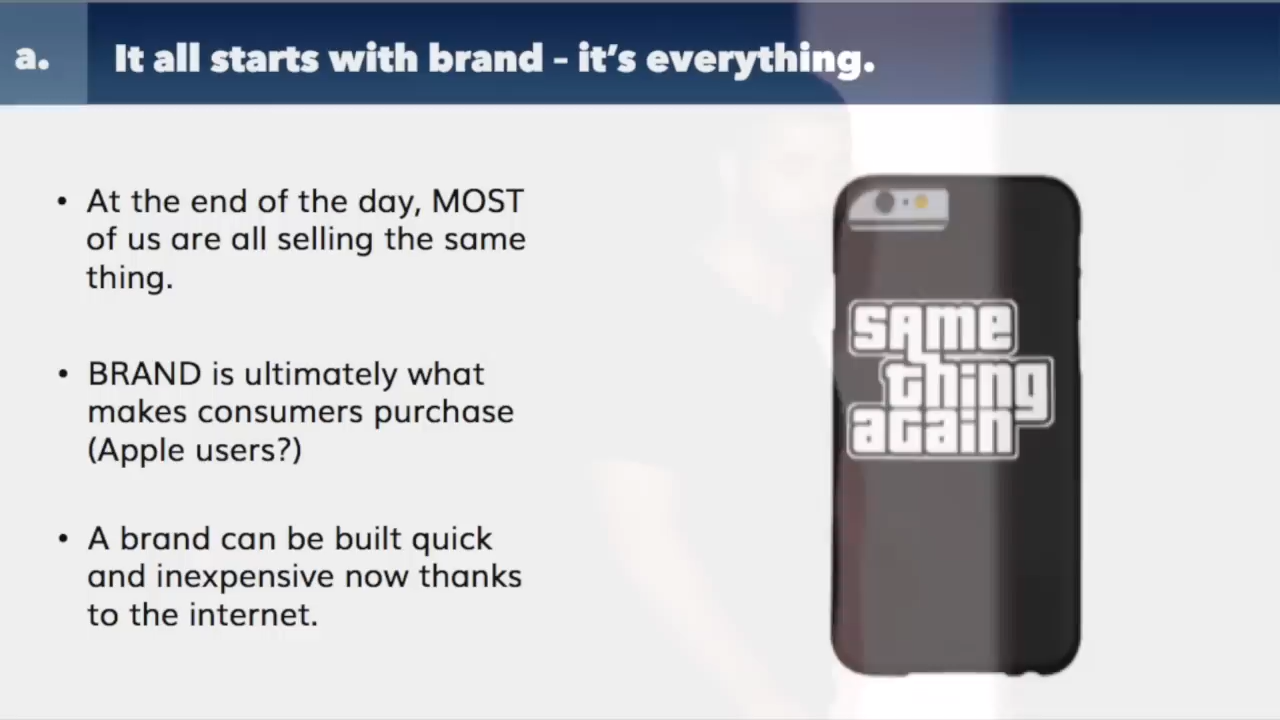 a.
It all starts with brand – it's everything.
• At the end of the day, MOST
of us are all selling the same
thing.
• BRAND is ultimately what
makes consumers purchase
(Apple users?)
• A brand can be built quick
and inexpensive now thanks
to the internet.
same
thing
again